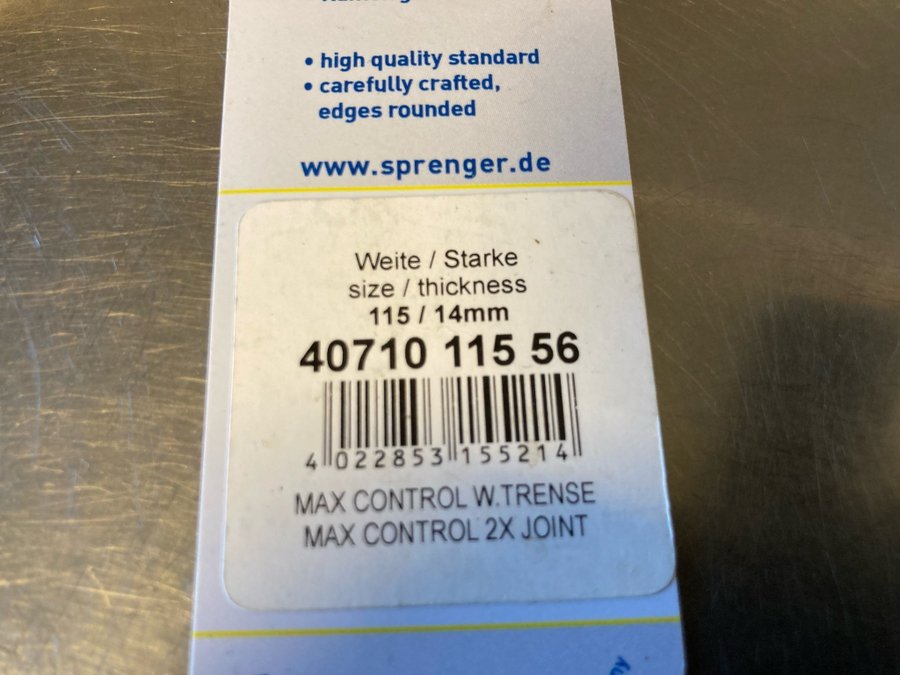 • high quality standard
• carefully crafted,
edges rounded
www.sprenger.de
Weite / Starke
size / thickness
115 / 14mm
40710 115 56
4 022853 155214
MAX CONTROL W.TRENSE
MAX CONTROL 2X JOINT